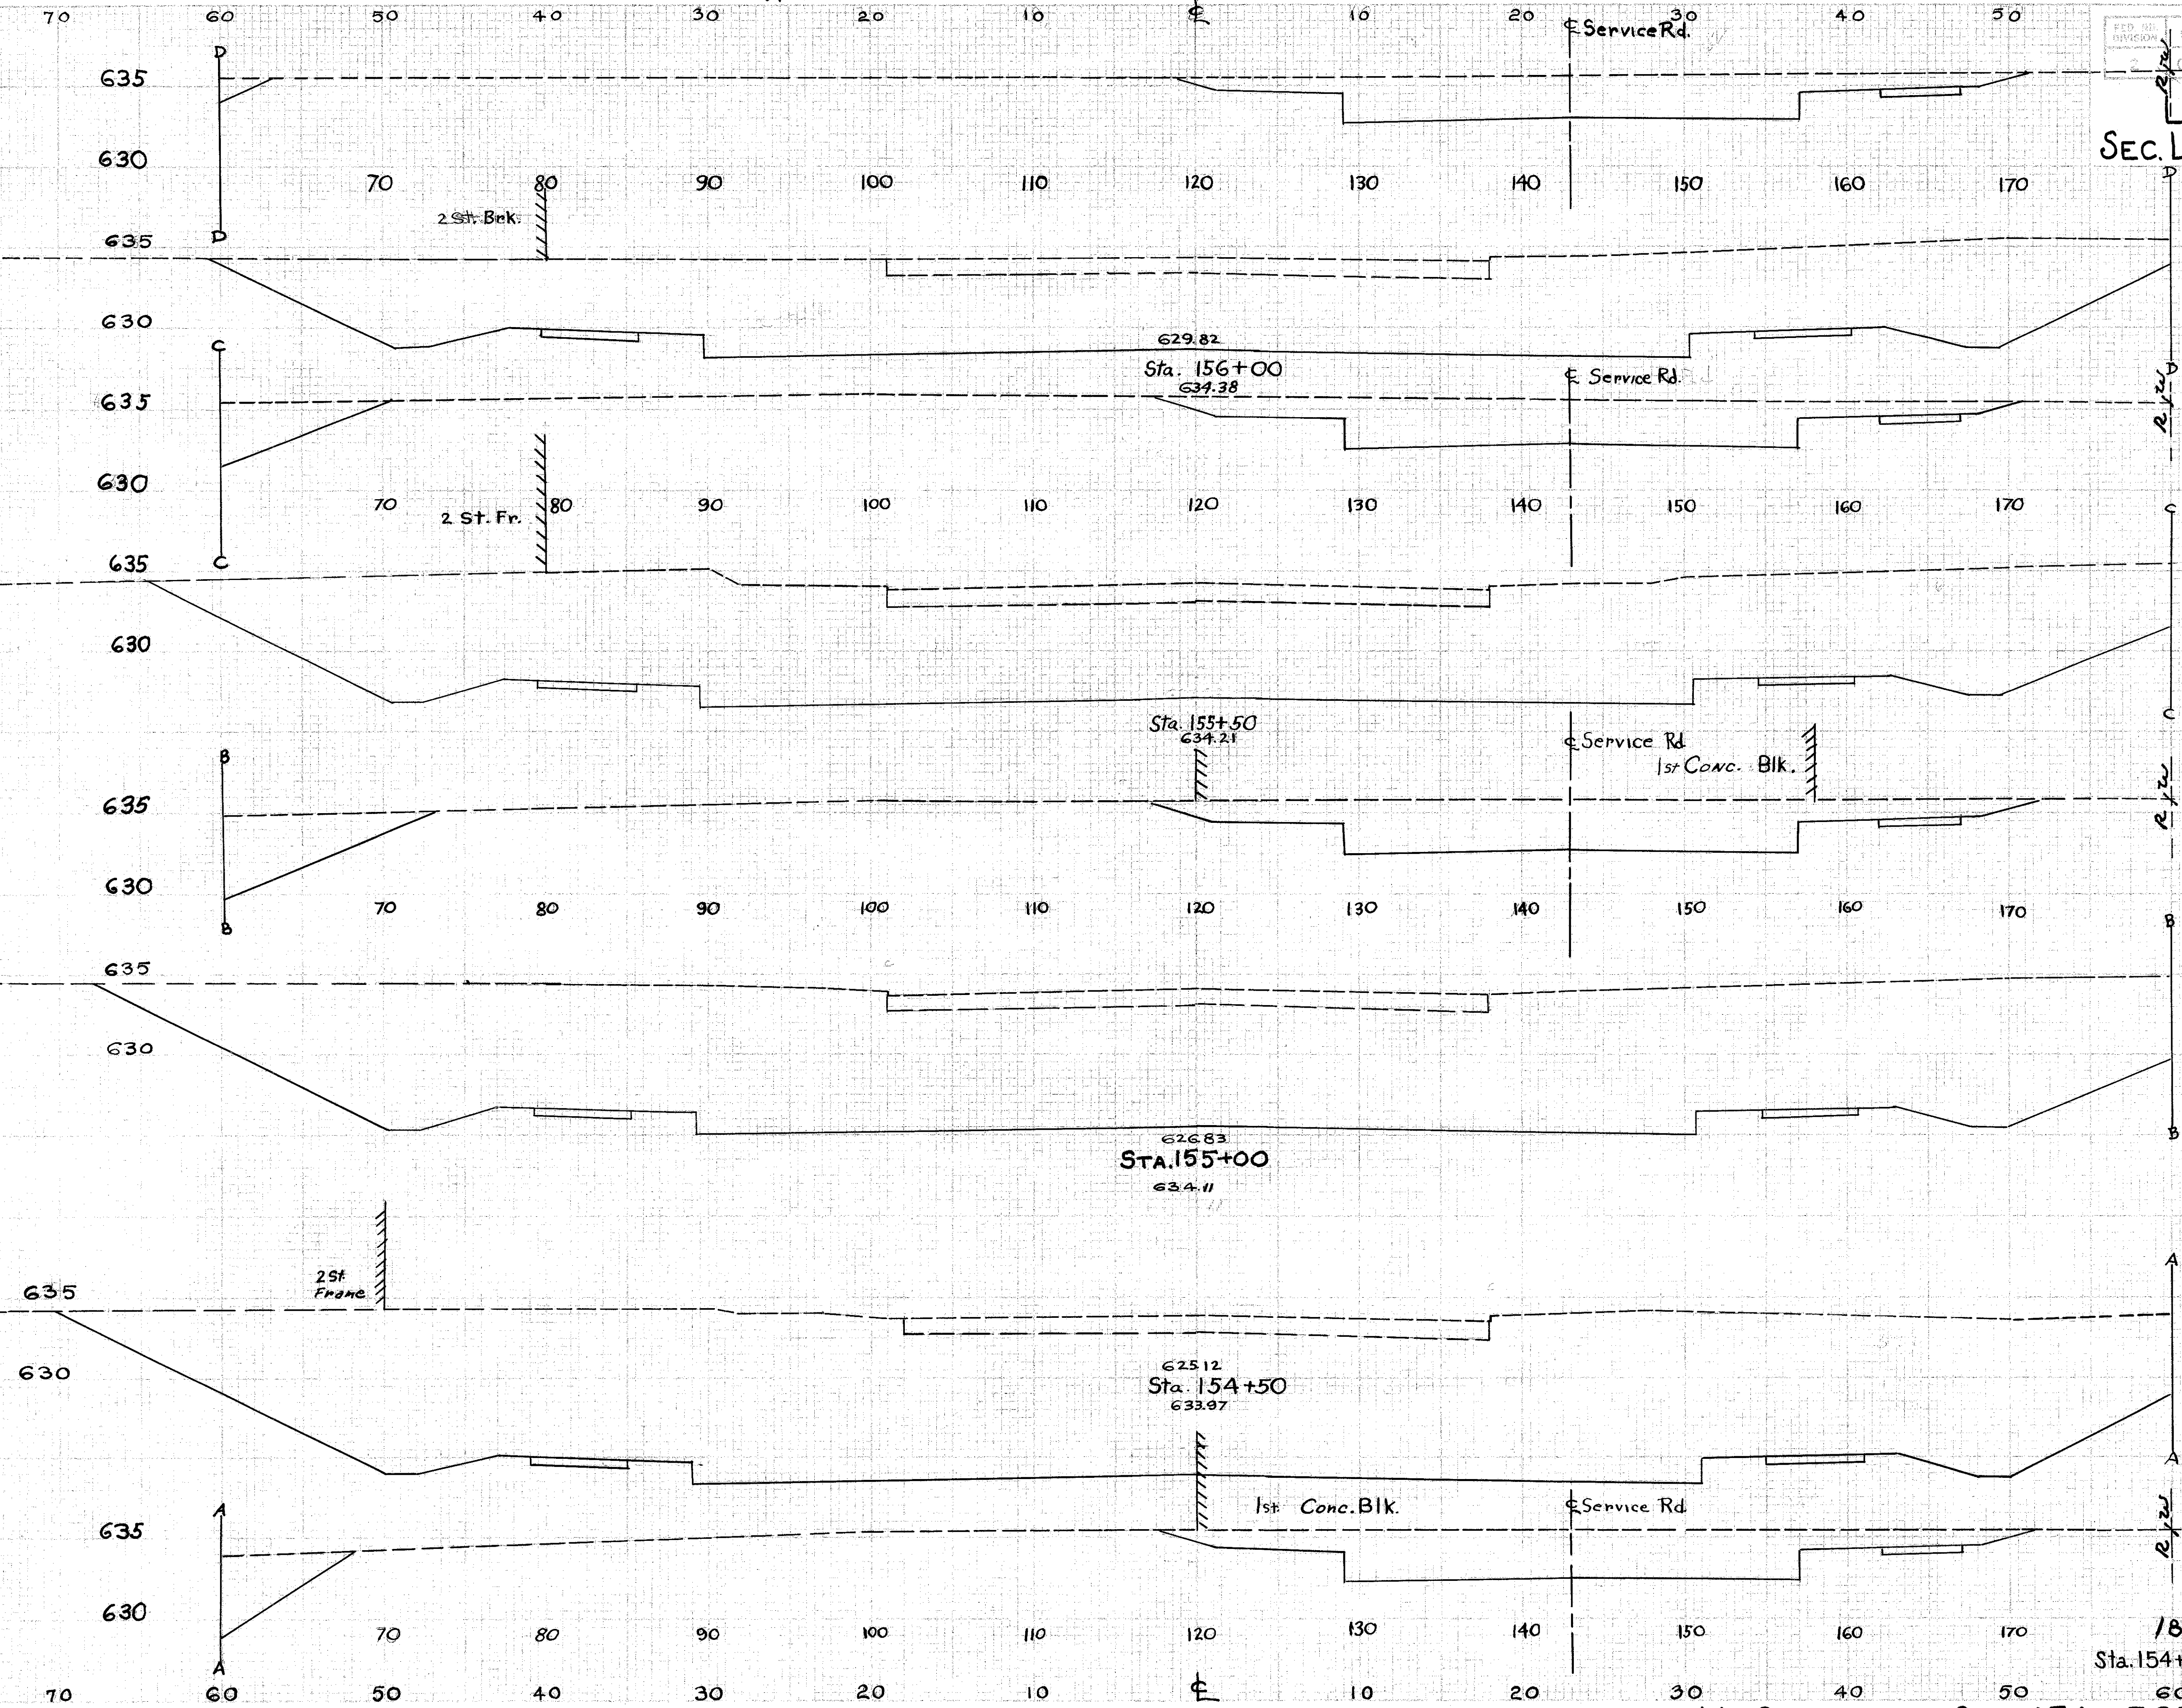 70 60 50 40 30 20 10 ℄ 10 20 30 40 50
℄ Service Rd.
FED. RD. DIVISION
D
R/W
635
SEC. L
630
D
70 80 90 100 110 120 130 140 150 160 170
2 St. Brk.
D
635
630
629.82
C
Sta. 156+00
D
634.38
℄ Service Rd.
R/W
635
630
70 80 90 100 110 120 130 140 150 160 170
C
2 St. Fr.
635
C
630
C
Sta. 155+50
634.21
℄ Service Rd
B
1st Conc. Blk.
R/W
635
630
70 80 90 100 110 120 130 140 150 160 170
B
B
635
630
626.83
B
STA. 155+00
634.11
A
2 St.
Frame
635
625.12
630
Sta. 154+50
633.97
A
A
1st Conc. Blk.
℄ Service Rd
R/W
635
630
70 80 90 100 110 120 130 140 150 160 170 18
A
Sta. 154+
70 60 50 40 30 20 10 ℄ 10 20 30 40 50 60